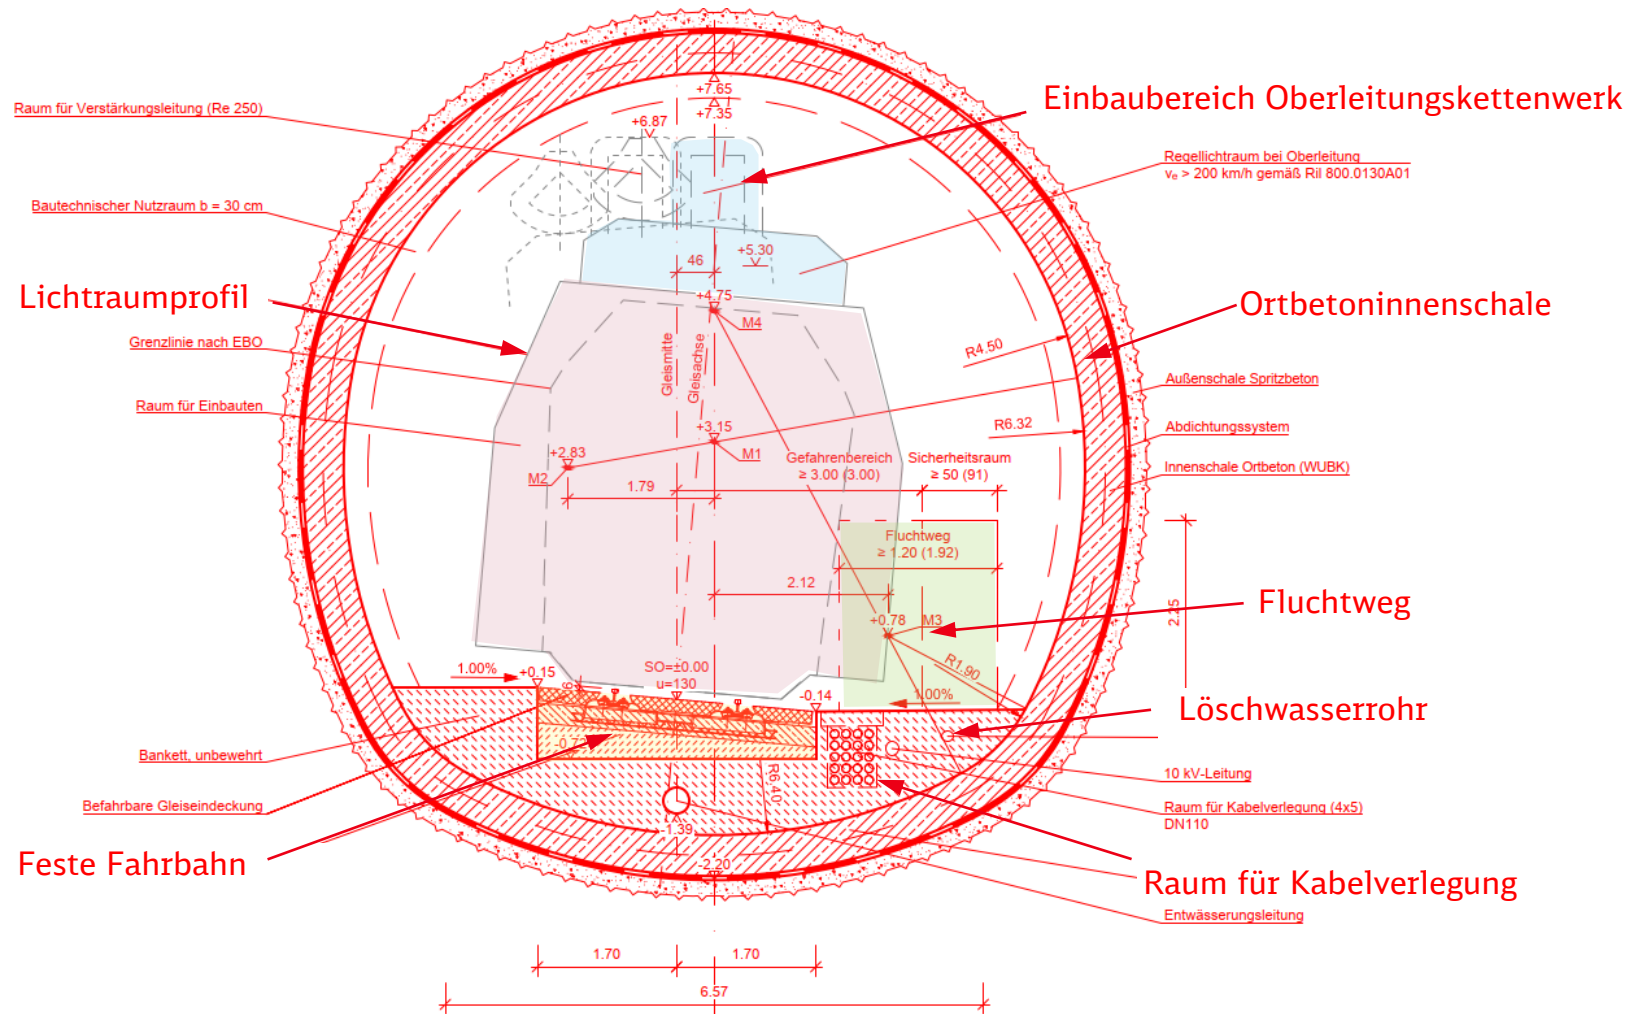 +7.65
+7.35
+6.87
Raum für Verstärkungsleitung (Re 250)
Einbaubereich Oberleitungskettenwerk
Regellichtraum bei Oberleitung
vₑ > 200 km/h gemäß Ril 800.0130A01
Bautechnischer Nutzraum b = 30 cm
+5.30
46
Lichtraumprofil
+4.75
M4
Ortbetoninnenschale
Grenzlinie nach EBO
Gleismitte
Gleisachse
R4.50
Außenschale Spritzbeton
Raum für Einbauten
+3.15
R6.32
Abdichtungssystem
+2.83
M1
M2
Gefahrenbereich
≥ 3.00 (3.00)
Sicherheitsraum
≥ 50 (91)
Innenschale Ortbeton (WUBK)
1.79
Fluchtweg
≥ 1.20 (1.92)
2.12
Fluchtweg
2.25
+0.78
M3
R1.90
1.00%
+0.15
SO=±0.00
u=130
6
-0.14
1.00%
Löschwasserrohr
Bankett, unbewehrt
-0.72
R6.40
10 kV-Leitung
Befahrbare Gleiseindeckung
Raum für Kabelverlegung (4x5)
DN110
-1.39
Feste Fahrbahn
-2.20
Raum für Kabelverlegung
Entwässerungsleitung
1.70
1.70
6.57